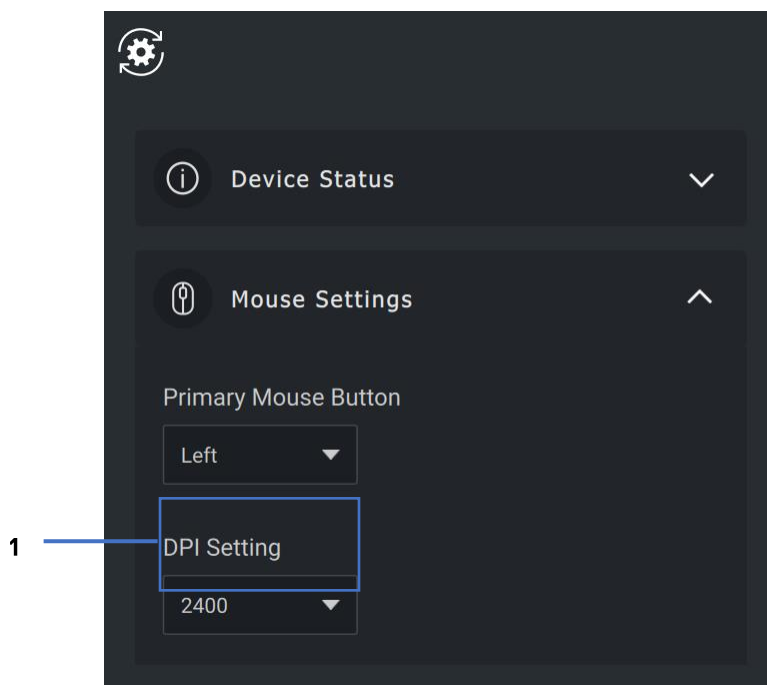 Device Status
Mouse Settings
Primary Mouse Button
Left
1
DPI Setting
2400